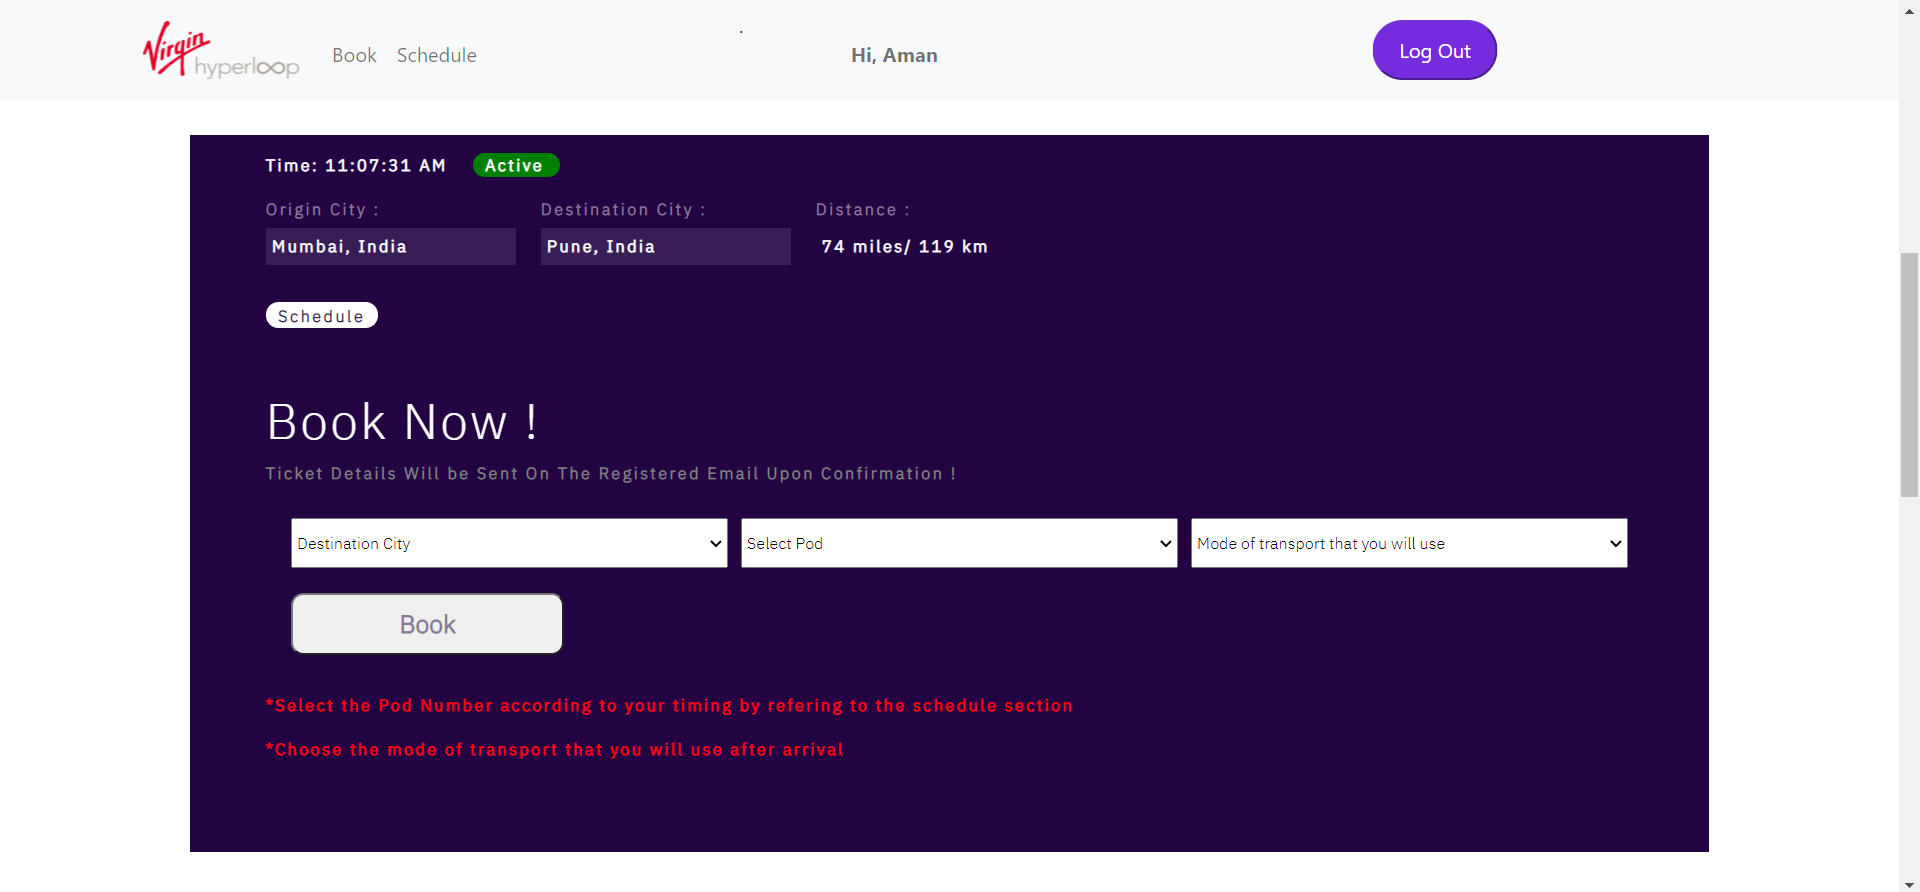 Virgin
hyperloop
Book Schedule
Hi, Aman
Log Out
Time: 11:07:31 AM Active
Origin City : Destination City : Distance :
Mumbai, India Pune, India 74 miles/ 119 km
Schedule
Book Now !
Ticket Details Will be Sent On The Registered Email Upon Confirmation !
Destination City Select Pod Mode of transport that you will use
Book
*Select the Pod Number according to your timing by refering to the schedule section
*Choose the mode of transport that you will use after arrival